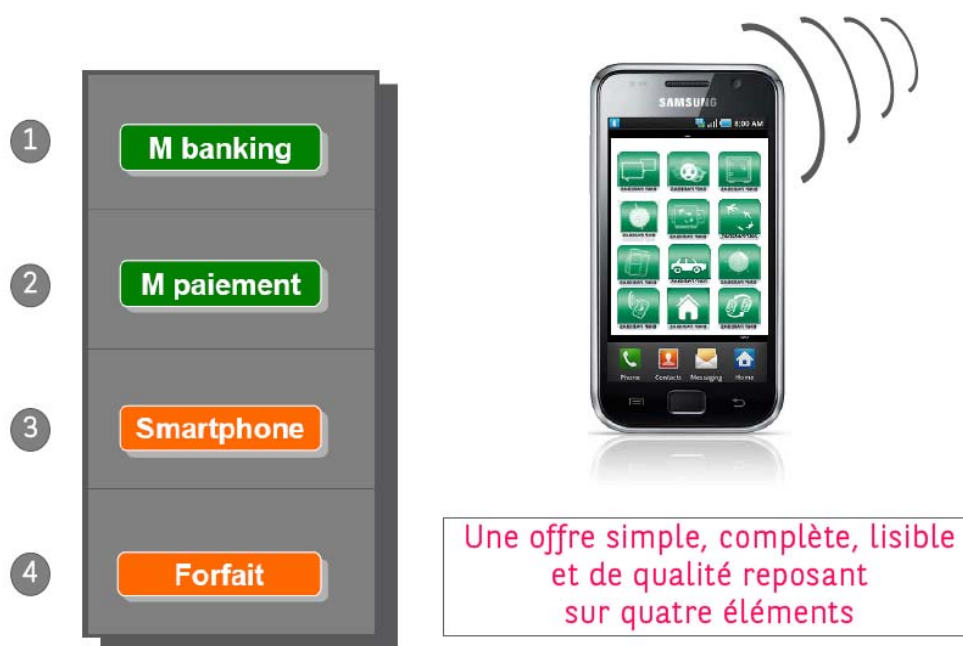 1
M banking
2
M paiement
3
Smartphone
4
Forfait
SAMSUNG
8:00 AM
Phone Contacts Messaging Home
Une offre simple, complète, lisible
et de qualité reposant
sur quatre éléments